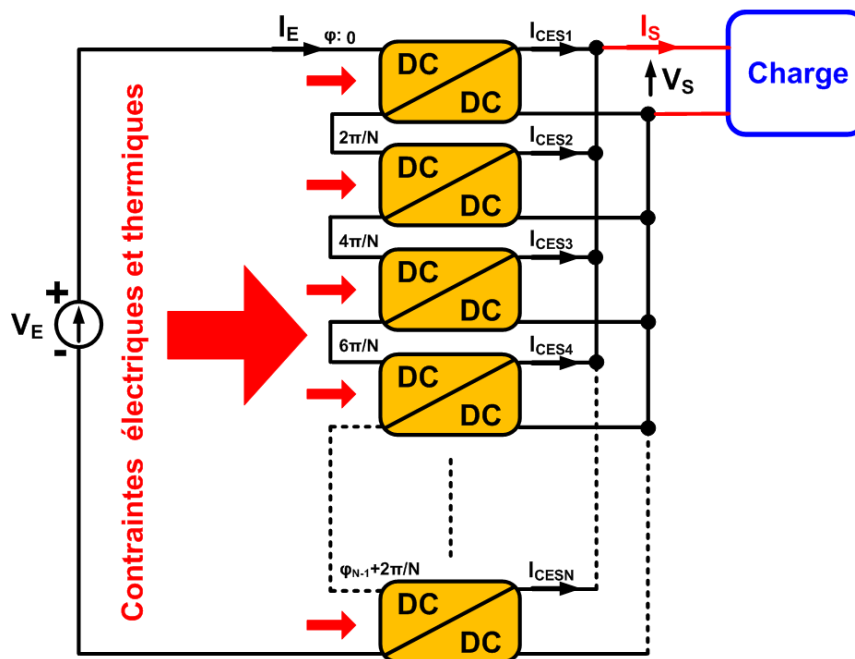 I_E
φ: 0
DC
DC
I_CES1
I_S
V_S
Charge
2π/N
DC
DC
I_CES2
4π/N
DC
DC
I_CES3
6π/N
DC
DC
I_CES4
+
V_E
-
Contraintes électriques et thermiques
φ_N-1+2π/N
DC
DC
I_CESN